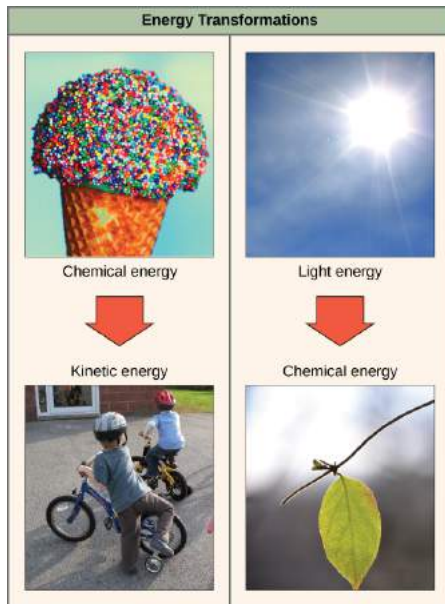 Energy Transformations
Chemical energy
Kinetic energy
Light energy
Chemical energy